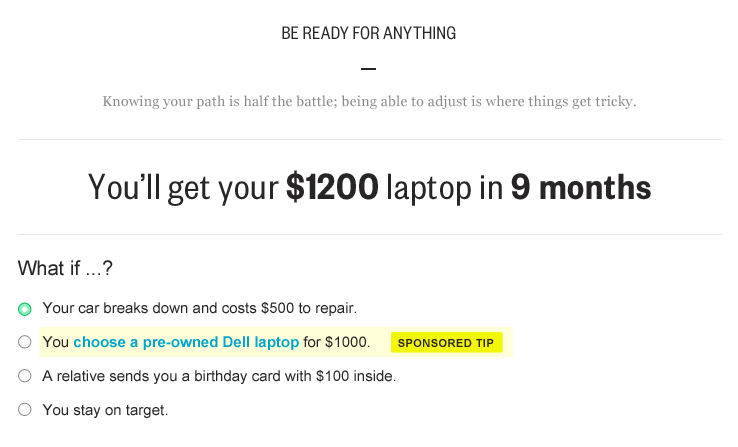 BE READY FOR ANYTHING
Knowing your path is half the battle; being able to adjust is where things get tricky.
You’ll get your $1200 laptop in 9 months
What if ...?
Your car breaks down and costs $500 to repair.
You choose a pre-owned Dell laptop for $1000. SPONSORED TIP
A relative sends you a birthday card with $100 inside.
You stay on target.